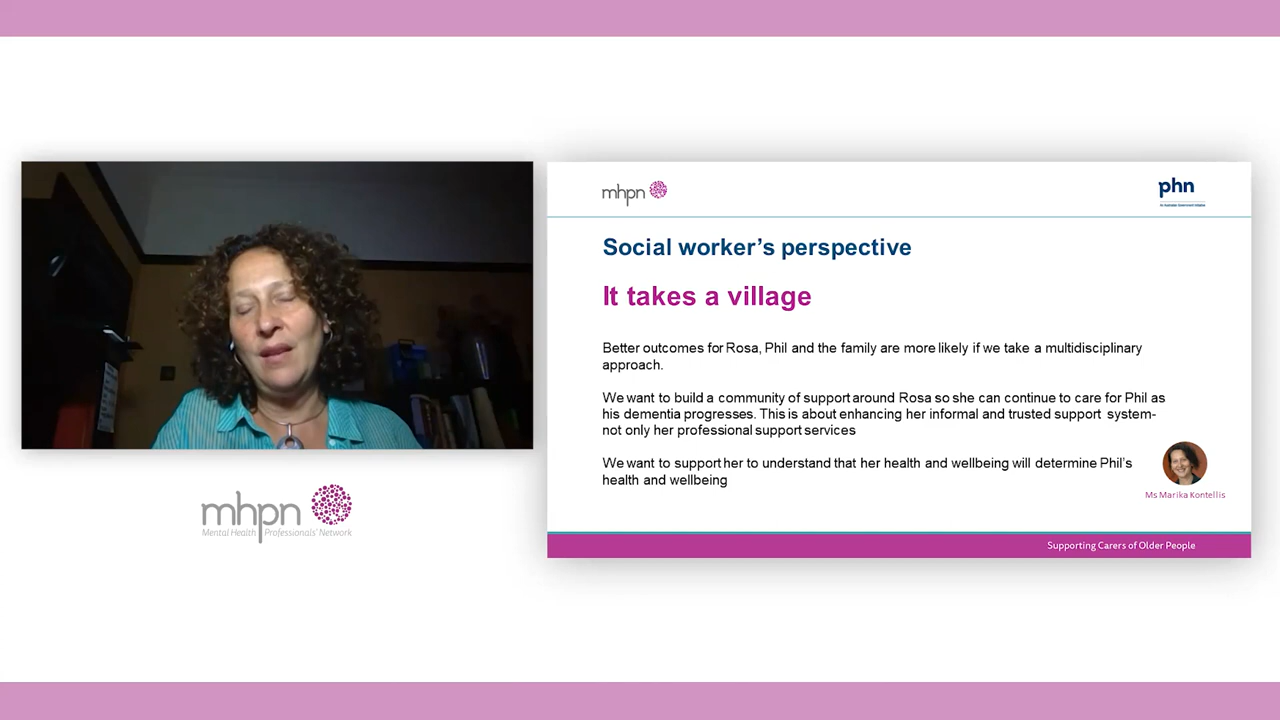 mhpn
Mental Health Professionals' Network
mhpn
phn
An Australian Government Initiative
Social worker's perspective
It takes a village
Better outcomes for Rosa, Phil and the family are more likely if we take a multidisciplinary
approach.
We want to build a community of support around Rosa so she can continue to care for Phil as
his dementia progresses. This is about enhancing her informal and trusted support system-
not only her professional support services
We want to support her to understand that her health and wellbeing will determine Phil's
health and wellbeing
Ms Marika Kontellis
Supporting Carers of Older People